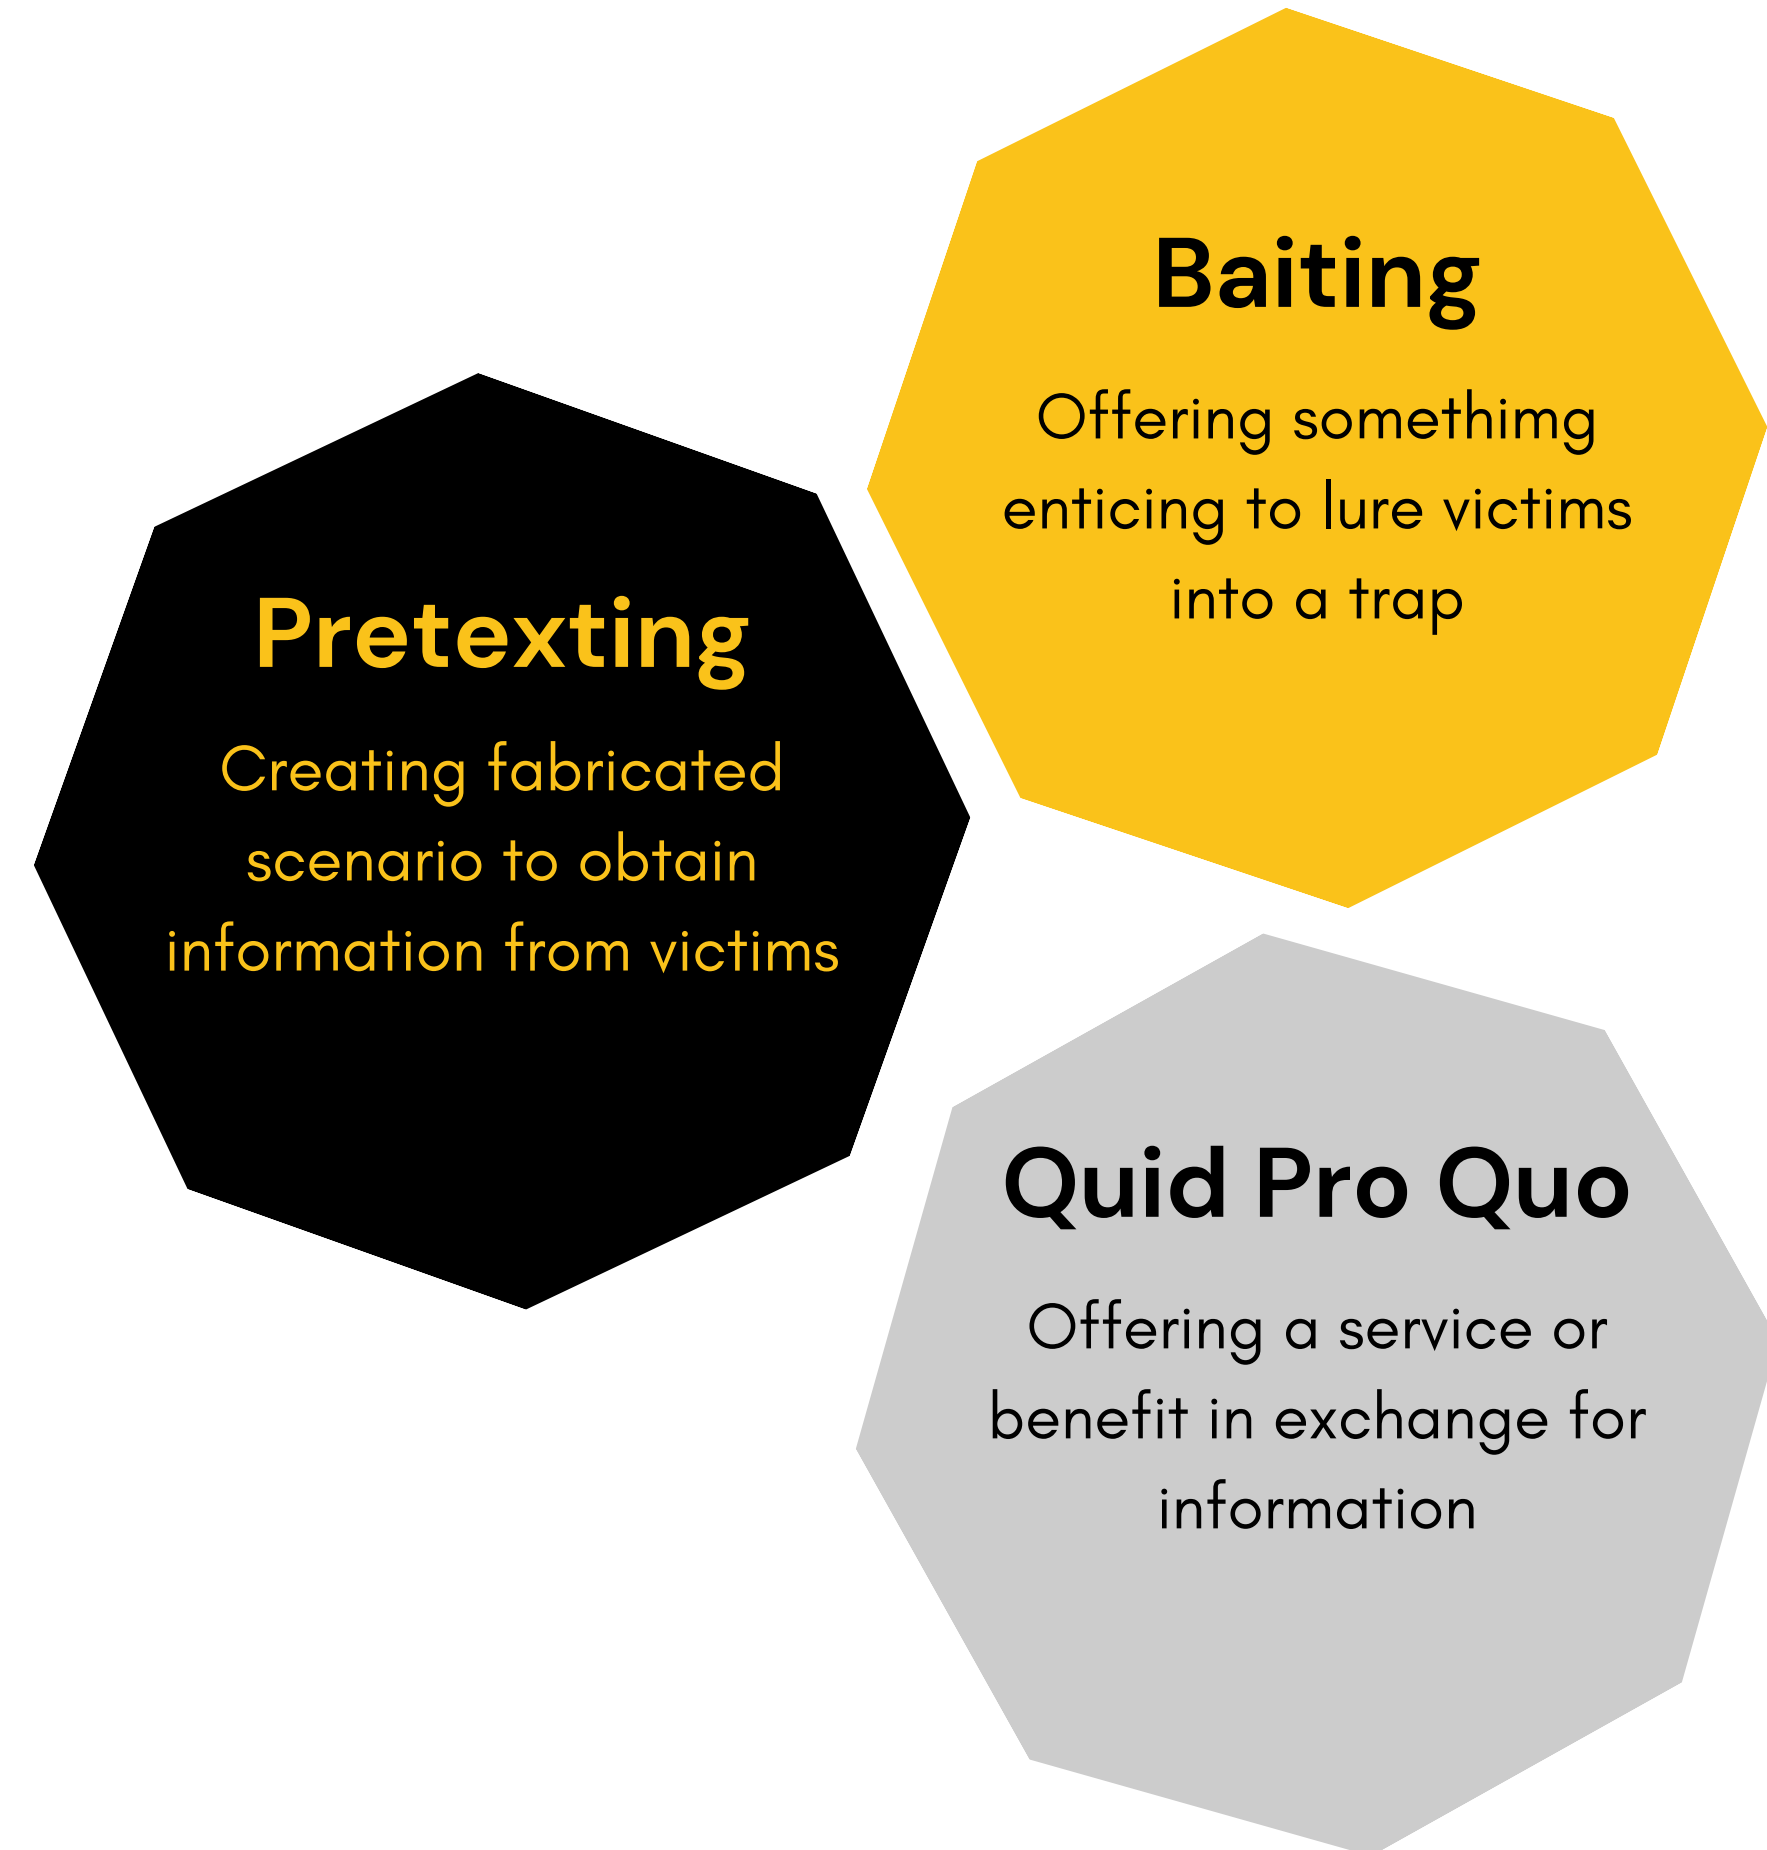 Baiting
Offering somethimg
enticing to lure victims
into a trap
Pretexting
Creating fabricated
scenario to obtain
information from victims
Quid Pro Quo
Offering a service or
benefit in exchange for
information